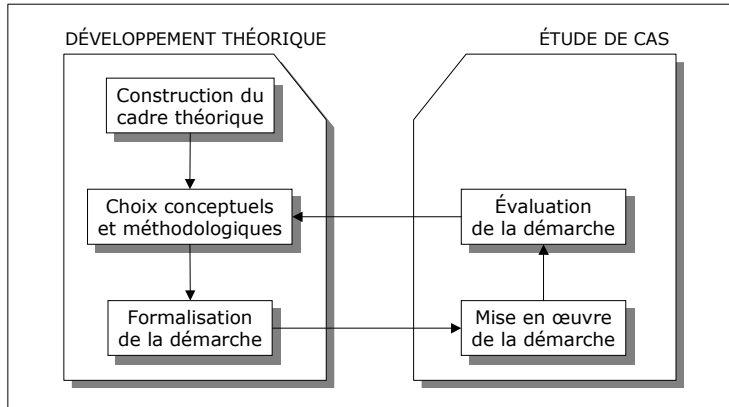 DÉVELOPPEMENT THÉORIQUE
Construction du
cadre théorique
Choix conceptuels
et méthodologiques
Formalisation
de la démarche
ÉTUDE DE CAS
Évaluation
de la démarche
Mise en œuvre
de la démarche